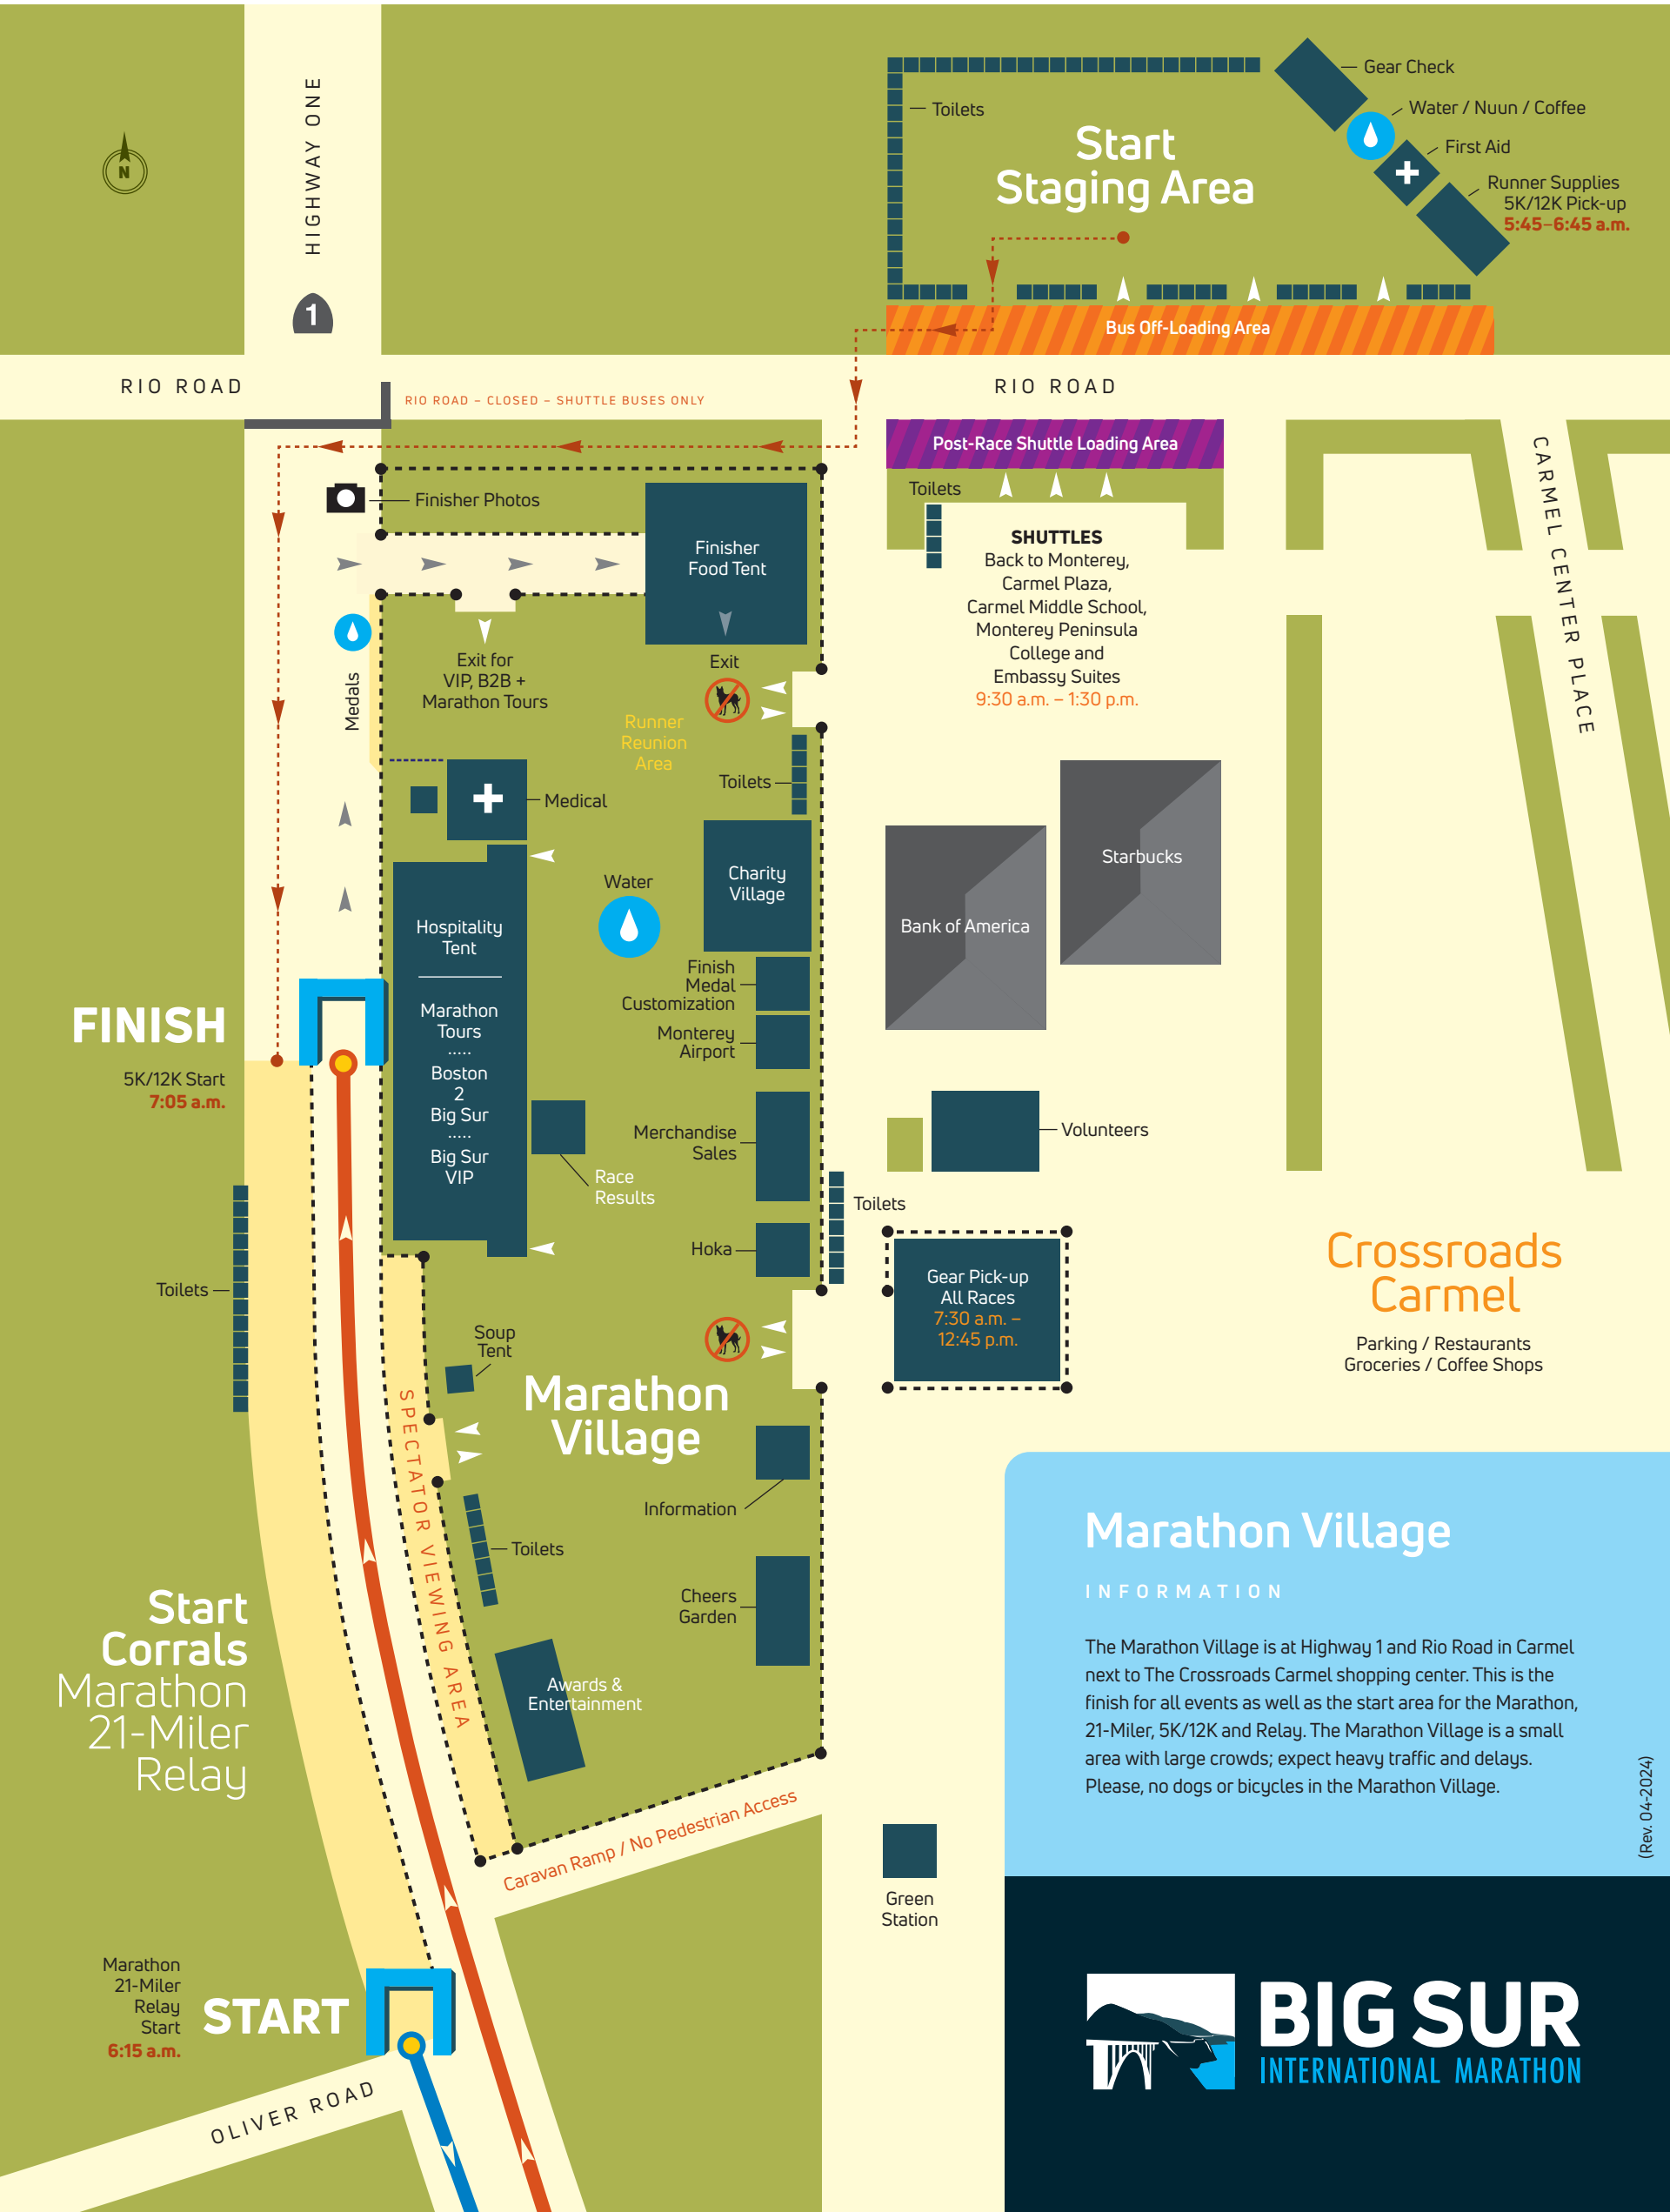 HIGHWAY ONE
N
1
Toilets
Start
Staging Area
Gear Check
Water / Nuun / Coffee
First Aid
Runner Supplies
5K/12K Pick-up
5:45–6:45 a.m.
Bus Off-Loading Area
RIO ROAD
RIO ROAD – CLOSED – SHUTTLE BUSES ONLY
RIO ROAD
Post-Race Shuttle Loading Area
Toilets
SHUTTLES
Back to Monterey,
Carmel Plaza,
Carmel Middle School,
Monterey Peninsula
College and
Embassy Suites
9:30 a.m. – 1:30 p.m.
CARMEL CENTER PLACE
Finisher Photos
Finisher
Food Tent
Exit
Exit for
VIP, B2B +
Marathon Tours
Medals
Runner
Reunion
Area
Toilets
Medical
Charity
Village
Water
Hospitality
Tent
Marathon
Tours
.....
Boston
2
Big Sur
.....
Big Sur
VIP
Finish
Medal
Customization
Monterey
Airport
Merchandise
Sales
Race
Results
Hoka
Toilets
Bank of America
Starbucks
Volunteers
Gear Pick-up
All Races
7:30 a.m. –
12:45 p.m.
Crossroads
Carmel
Parking / Restaurants
Groceries / Coffee Shops
FINISH
5K/12K Start
7:05 a.m.
Toilets
Soup
Tent
Marathon
Village
SPECTATOR VIEWING AREA
Information
Toilets
Cheers
Garden
Awards &
Entertainment
Start
Corrals
Marathon
21-Miler
Relay
Caravan Ramp / No Pedestrian Access
Green
Station
Marathon
21-Miler
Relay
Start
6:15 a.m.
START
OLIVER ROAD
Marathon Village
INFORMATION
The Marathon Village is at Highway 1 and Rio Road in Carmel
next to The Crossroads Carmel shopping center. This is the
finish for all events as well as the start area for the Marathon,
21-Miler, 5K/12K and Relay. The Marathon Village is a small
area with large crowds; expect heavy traffic and delays.
Please, no dogs or bicycles in the Marathon Village.
(Rev. 04-2024)
BIG SUR
INTERNATIONAL MARATHON